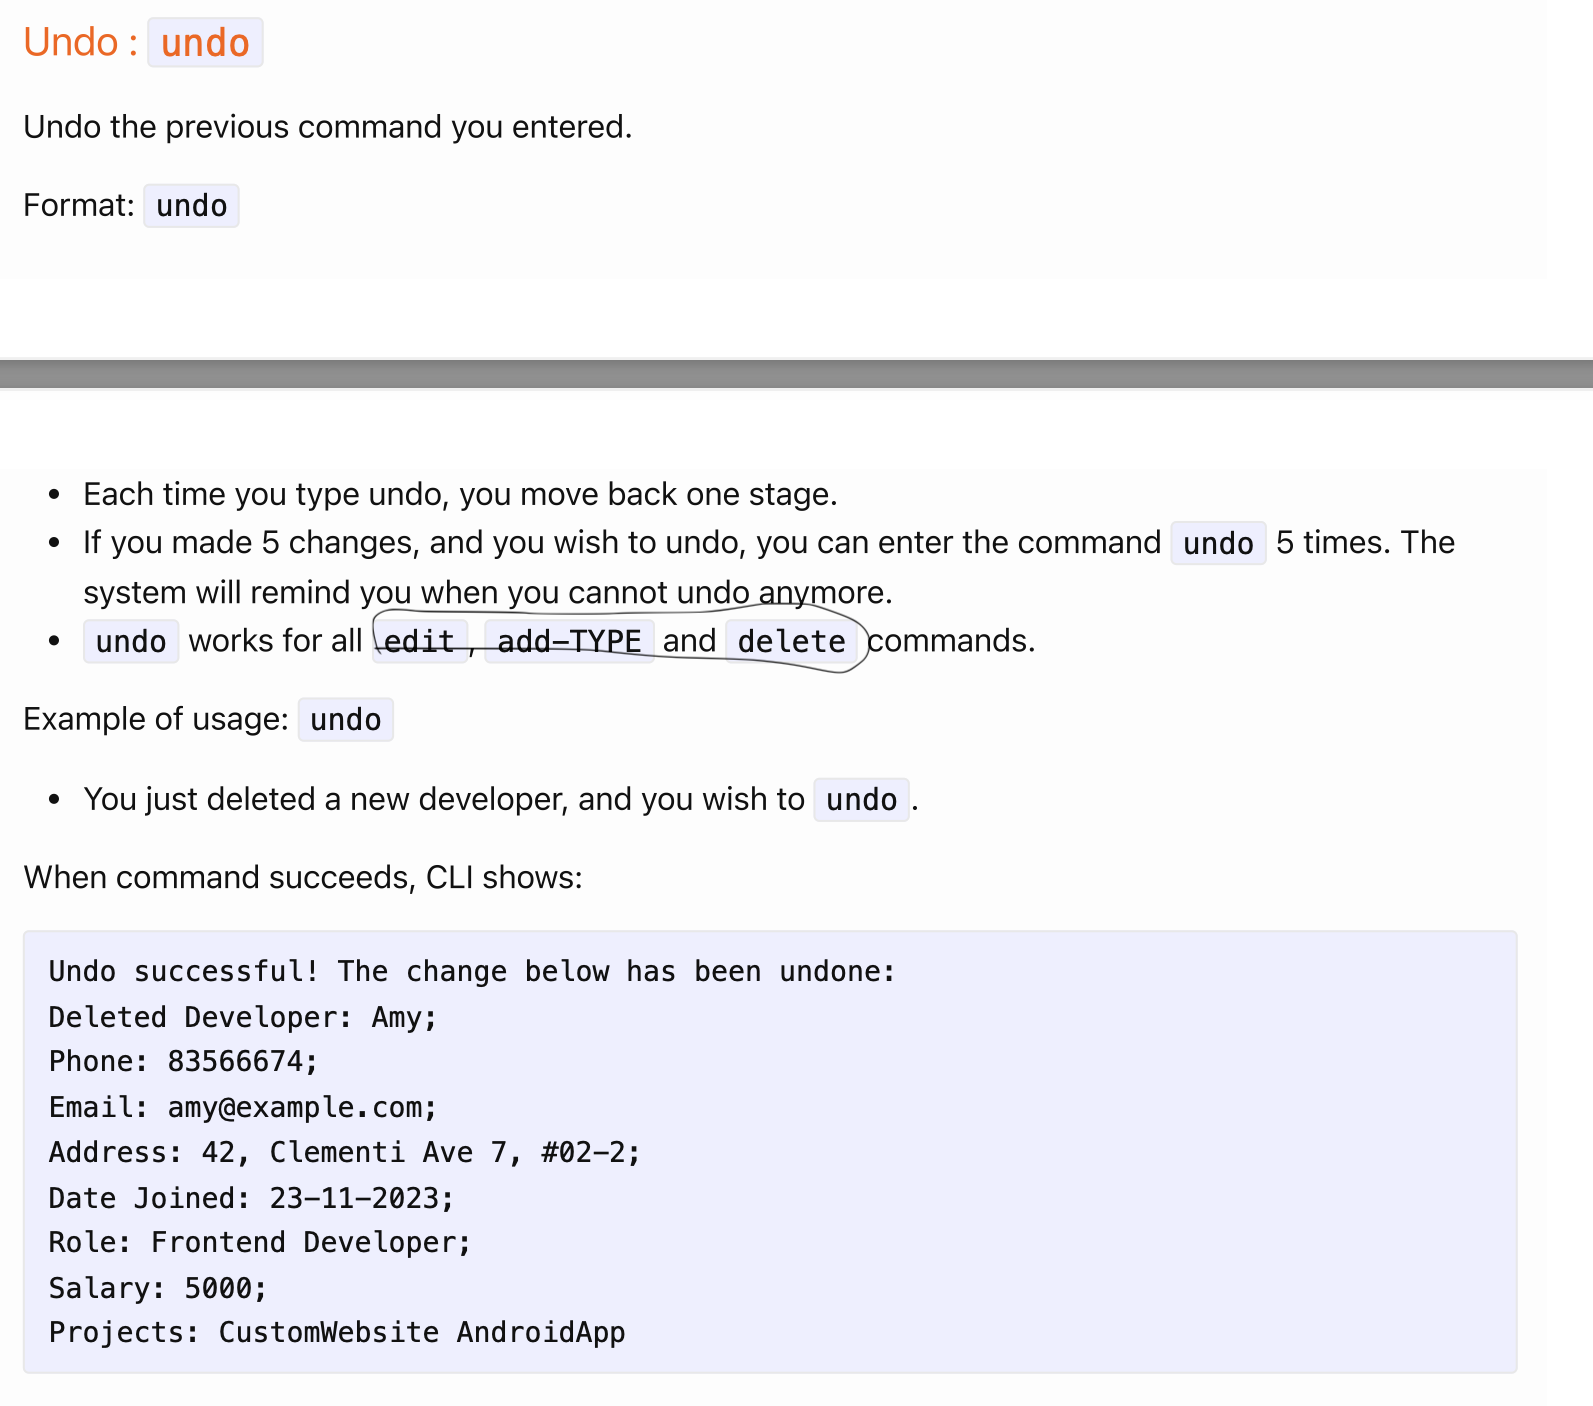 Undo : undo
Undo the previous command you entered.
Format: undo
• Each time you type undo, you move back one stage.
• If you made 5 changes, and you wish to undo, you can enter the command undo 5 times. The
system will remind you when you cannot undo anymore.
• undo works for all edit , add-TYPE and delete commands.
Example of usage: undo
• You just deleted a new developer, and you wish to undo .
When command succeeds, CLI shows:
Undo successful! The change below has been undone:
Deleted Developer: Amy;
Phone: 83566674;
Email: amy@example.com;
Address: 42, Clementi Ave 7, #02-2;
Date Joined: 23-11-2023;
Role: Frontend Developer;
Salary: 5000;
Projects: CustomWebsite AndroidApp